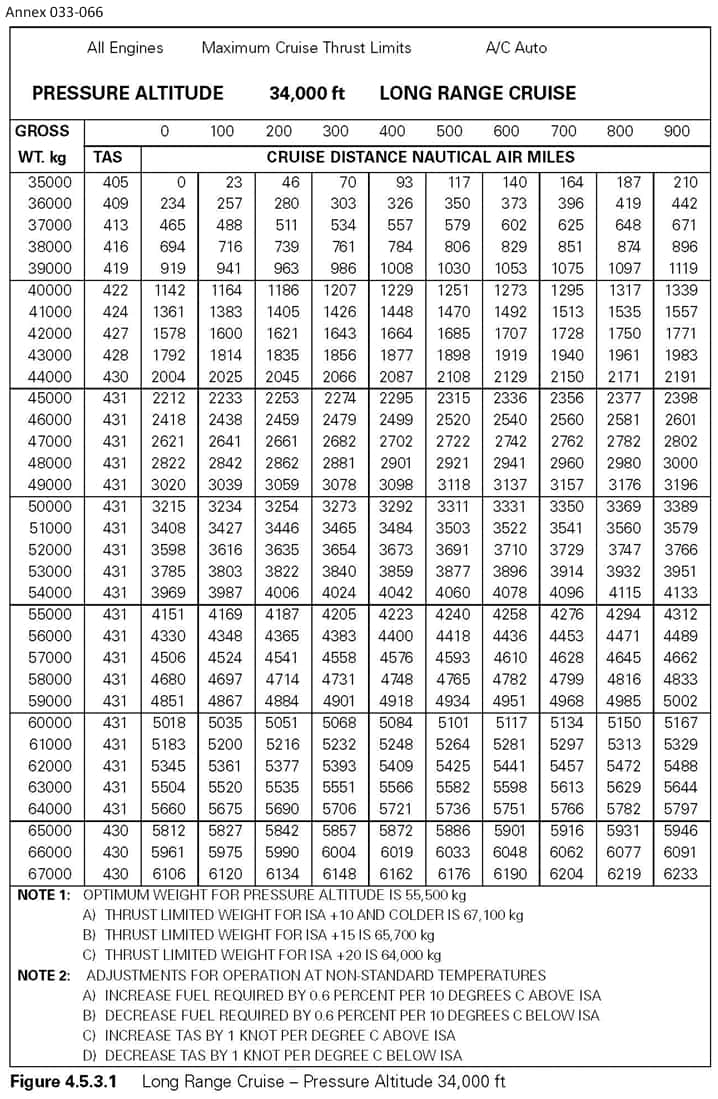 Annex 033-066
All Engines Maximum Cruise Thrust Limits A/C Auto
PRESSURE ALTITUDE 34,000 ft LONG RANGE CRUISE
GROSS 0 100 200 300 400 500 600 700 800 900
WT. kg TAS CRUISE DISTANCE NAUTICAL AIR MILES
35000 405 0 23 46 70 93 117 140 164 187 210
36000 409 234 257 280 303 326 350 373 396 419 442
37000 413 465 488 511 534 557 579 602 625 648 671
38000 416 694 716 739 761 784 806 829 851 874 896
39000 419 919 941 963 986 1008 1030 1053 1075 1097 1119
40000 422 1142 1164 1186 1207 1229 1251 1273 1295 1317 1339
41000 424 1361 1383 1405 1426 1448 1470 1492 1513 1535 1557
42000 427 1578 1600 1621 1643 1664 1685 1707 1728 1750 1771
43000 428 1792 1814 1835 1856 1877 1898 1919 1940 1961 1983
44000 430 2004 2025 2045 2066 2087 2108 2129 2150 2171 2191
45000 431 2212 2233 2253 2274 2295 2315 2336 2356 2377 2398
46000 431 2418 2438 2459 2479 2499 2520 2540 2560 2581 2601
47000 431 2621 2641 2661 2682 2702 2722 2742 2762 2782 2802
48000 431 2822 2842 2862 2881 2901 2921 2941 2960 2980 3000
49000 431 3020 3039 3059 3078 3098 3118 3137 3157 3176 3196
50000 431 3215 3234 3254 3273 3292 3311 3331 3350 3369 3389
51000 431 3408 3427 3446 3465 3484 3503 3522 3541 3560 3579
52000 431 3598 3616 3635 3654 3673 3691 3710 3729 3747 3766
53000 431 3785 3803 3822 3840 3859 3877 3896 3914 3932 3951
54000 431 3969 3987 4006 4024 4042 4060 4078 4096 4115 4133
55000 431 4151 4169 4187 4205 4223 4240 4258 4276 4294 4312
56000 431 4330 4348 4365 4383 4400 4418 4436 4453 4471 4489
57000 431 4506 4524 4541 4558 4576 4593 4610 4628 4645 4662
58000 431 4680 4697 4714 4731 4748 4765 4782 4799 4816 4833
59000 431 4851 4867 4884 4901 4918 4934 4951 4968 4985 5002
60000 431 5018 5035 5051 5068 5084 5101 5117 5134 5150 5167
61000 431 5183 5200 5216 5232 5248 5264 5281 5297 5313 5329
62000 431 5345 5361 5377 5393 5409 5425 5441 5457 5472 5488
63000 431 5504 5520 5535 5551 5566 5582 5598 5613 5629 5644
64000 431 5660 5675 5690 5706 5721 5736 5751 5766 5782 5797
65000 430 5812 5827 5842 5857 5872 5886 5901 5916 5931 5946
66000 430 5961 5975 5990 6004 6019 6033 6048 6062 6077 6091
67000 430 6106 6120 6134 6148 6162 6176 6190 6204 6219 6233
NOTE 1: OPTIMUM WEIGHT FOR PRESSURE ALTITUDE IS 55,500 kg
A) THRUST LIMITED WEIGHT FOR ISA +10 AND COLDER IS 67,100 kg
B) THRUST LIMITED WEIGHT FOR ISA +15 IS 65,700 kg
C) THRUST LIMITED WEIGHT FOR ISA +20 IS 64,000 kg
NOTE 2: ADJUSTMENTS FOR OPERATION AT NON-STANDARD TEMPERATURES
A) INCREASE FUEL REQUIRED BY 0.6 PERCENT PER 10 DEGREES C ABOVE ISA
B) DECREASE FUEL REQUIRED BY 0.6 PERCENT PER 10 DEGREES C BELOW ISA
C) INCREASE TAS BY 1 KNOT PER DEGREE C ABOVE ISA
D) DECREASE TAS BY 1 KNOT PER DEGREE C BELOW ISA
Figure 4.5.3.1 Long Range Cruise – Pressure Altitude 34,000 ft